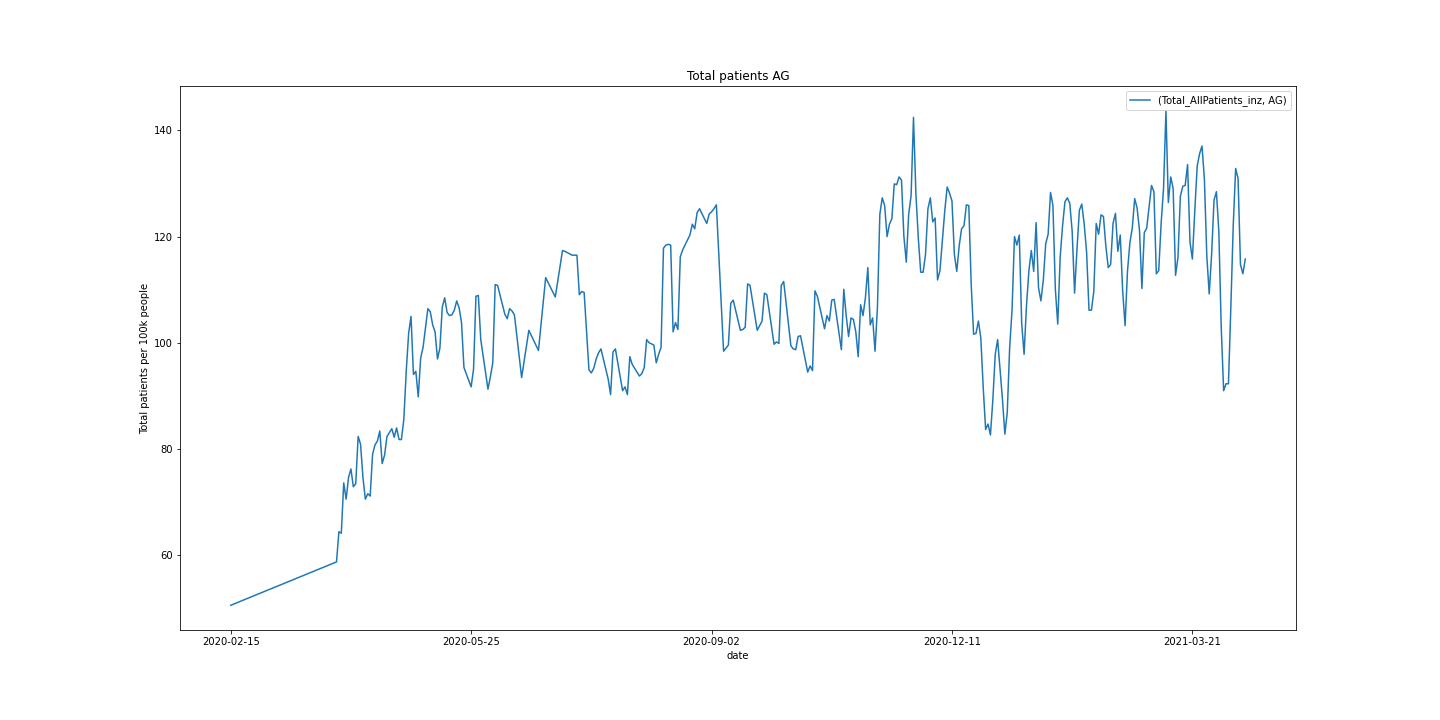 Total patients AG
(Total_AllPatients_inz, AG)
Total patients per 100k people
140
120
100
80
60
2020-02-15 2020-05-25 2020-09-02 2020-12-11 2021-03-21
date